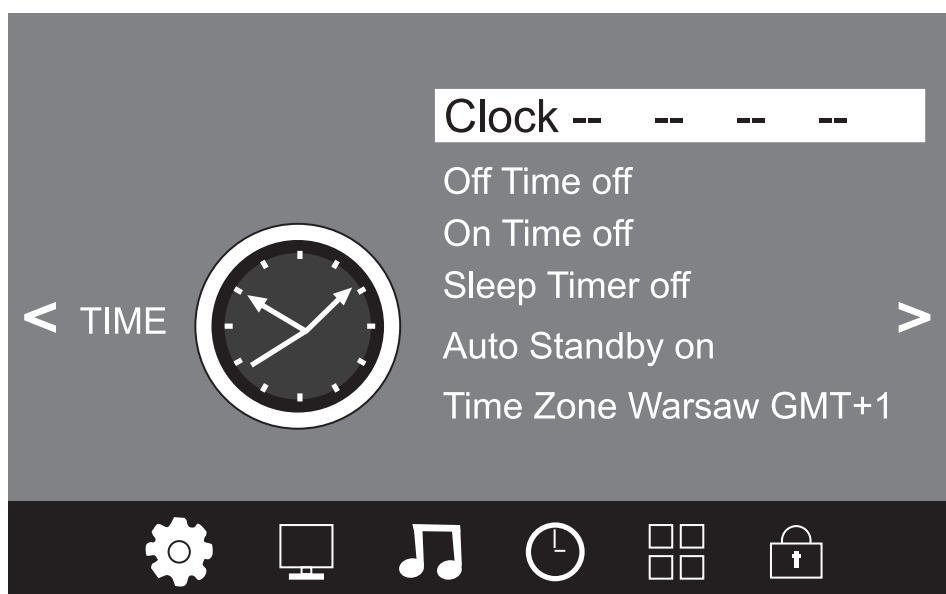 Clock -- -- -- --
Off Time off
On Time off
Sleep Timer off
< TIME >
Auto Standby on
Time Zone Warsaw GMT+1